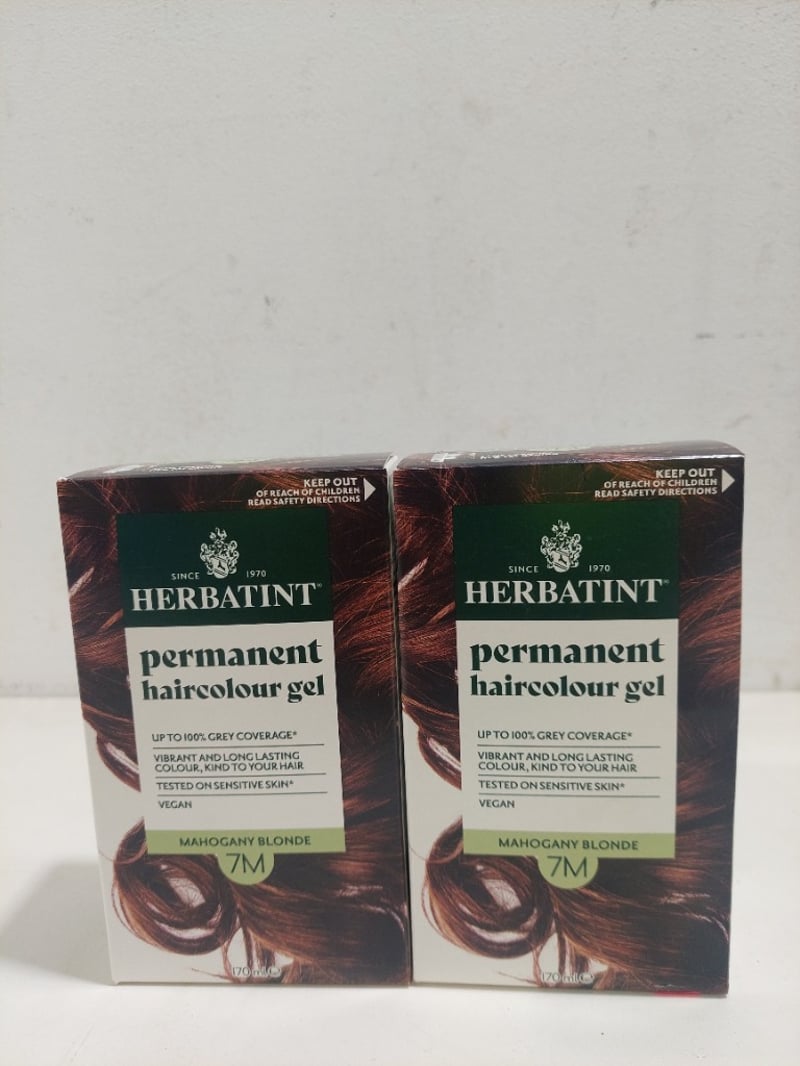 KEEP OUT
OF REACH OF CHILDREN
READ SAFETY DIRECTIONS
SINCE 1970
HERBATINT®
permanent
haircolour gel
UP TO 100% GREY COVERAGE*
VIBRANT AND LONG LASTING
COLOUR, KIND TO YOUR HAIR
TESTED ON SENSITIVE SKIN^
VEGAN
MAHOGANY BLONDE
7M
170 ml ℮
KEEP OUT
OF REACH OF CHILDREN
READ SAFETY DIRECTIONS
SINCE 1970
HERBATINT®
permanent
haircolour gel
UP TO 100% GREY COVERAGE*
VIBRANT AND LONG LASTING
COLOUR, KIND TO YOUR HAIR
TESTED ON SENSITIVE SKIN^
VEGAN
MAHOGANY BLONDE
7M
170 ml ℮